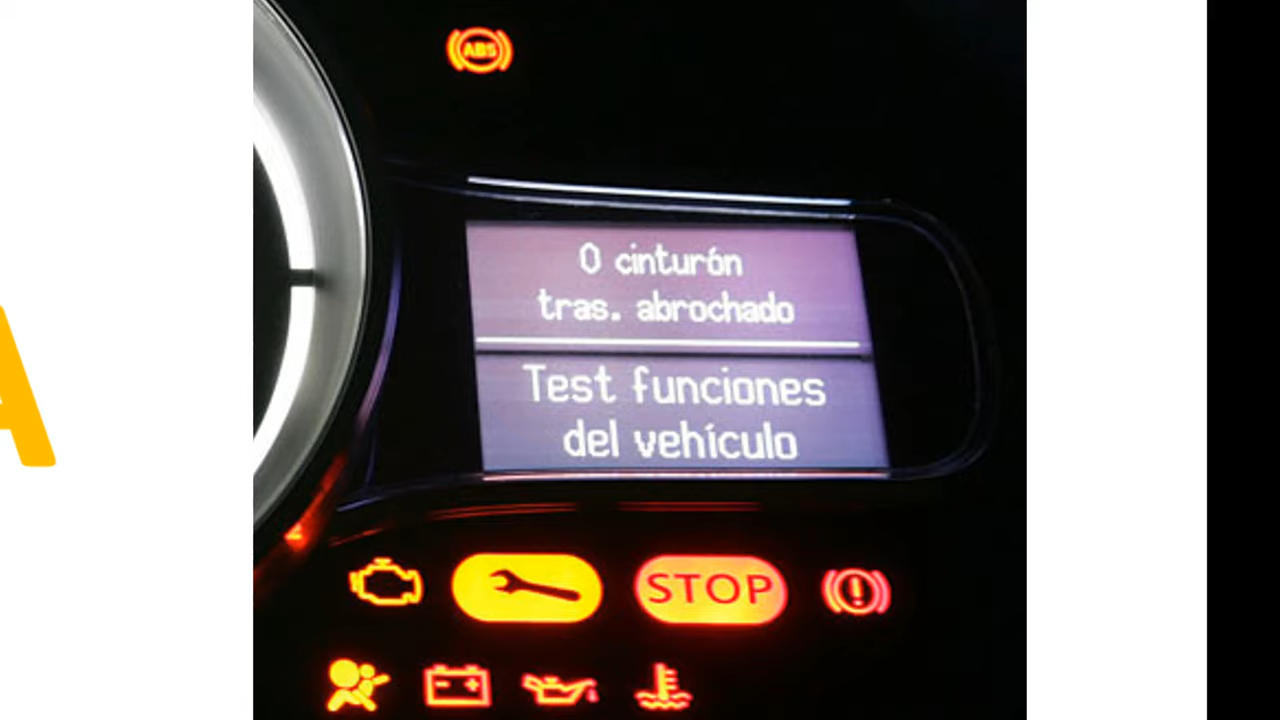 ABS
0 cinturón
tras. abrochado
Test funciones
del vehículo
STOP
A